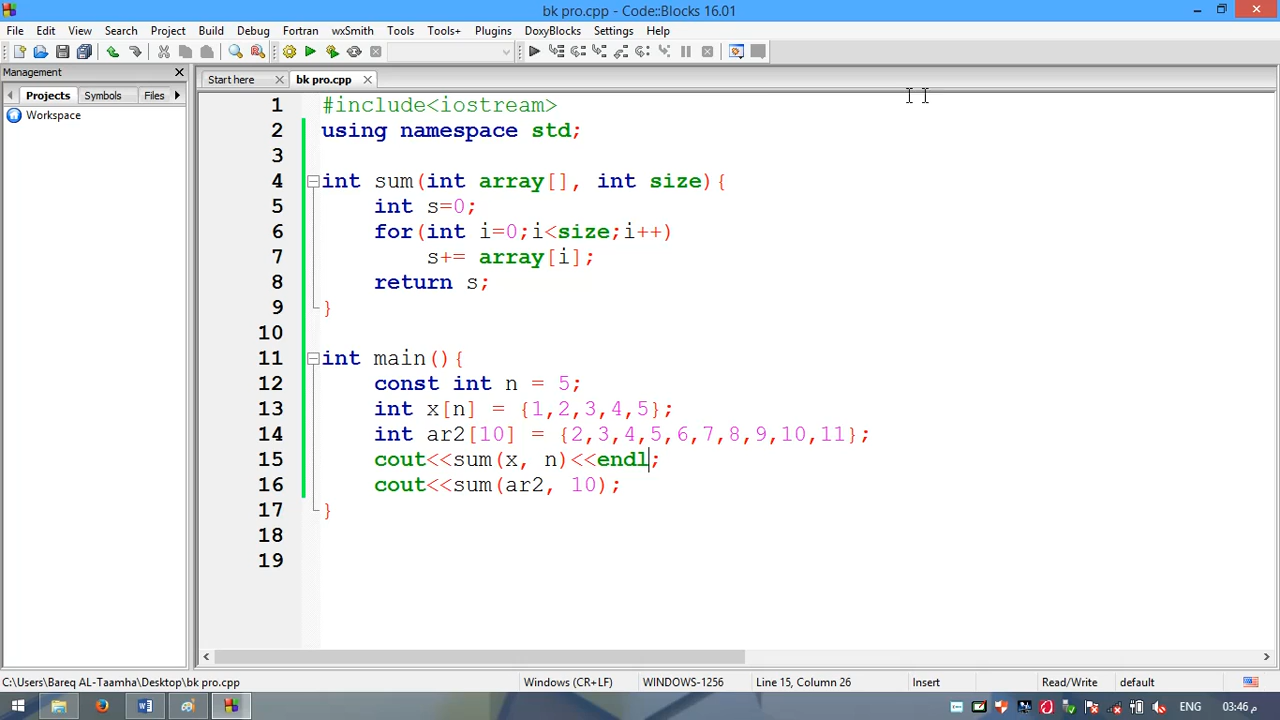 bk pro.cpp - Code::Blocks 16.01
File Edit View Search Project Build Debug Fortran wxSmith Tools Tools+ Plugins DoxyBlocks Settings Help
Management
Start here bk pro.cpp
Projects Symbols Files
Workspace
1 #include<iostream>
2 using namespace std;
3
4 int sum(int array[], int size){
5 int s=0;
6 for(int i=0;i<size;i++)
7 s+= array[i];
8 return s;
9 }
10
11 int main(){
12 const int n = 5;
13 int x[n] = {1,2,3,4,5};
14 int ar2[10] = {2,3,4,5,6,7,8,9,10,11};
15 cout<<sum(x, n)<<endl;
16 cout<<sum(ar2, 10);
17 }
18
19
C:\Users\Bareq AL-Taamha\Desktop\bk pro.cpp Windows (CR+LF) WINDOWS-1256 Line 15, Column 26 Insert Read/Write default
ENG 03:46 م